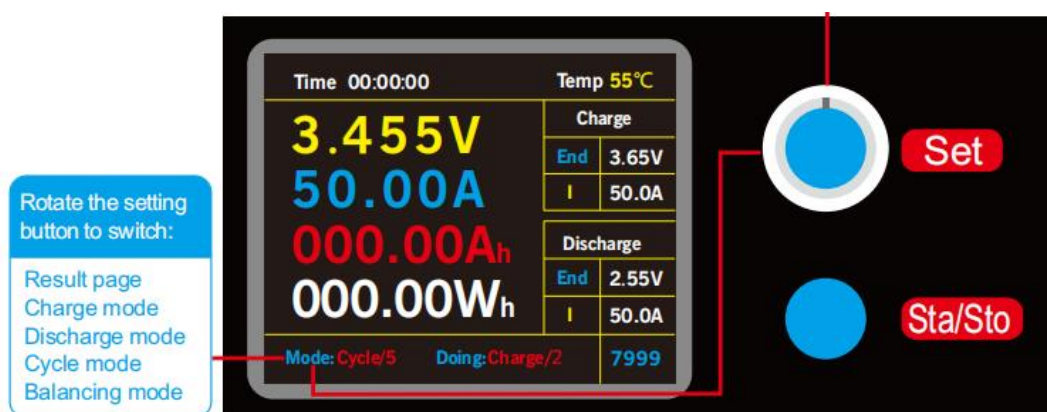 Time 00:00:00 Temp 55℃
3.455V
50.00A
000.00Ah
000.00Wh
Charge
End 3.65V
I 50.0A
Discharge
End 2.55V
I 50.0A
Mode:Cycle/5 Doing:Charge/2 7999
Set
Sta/Sto
Rotate the setting
button to switch:
Result page
Charge mode
Discharge mode
Cycle mode
Balancing mode